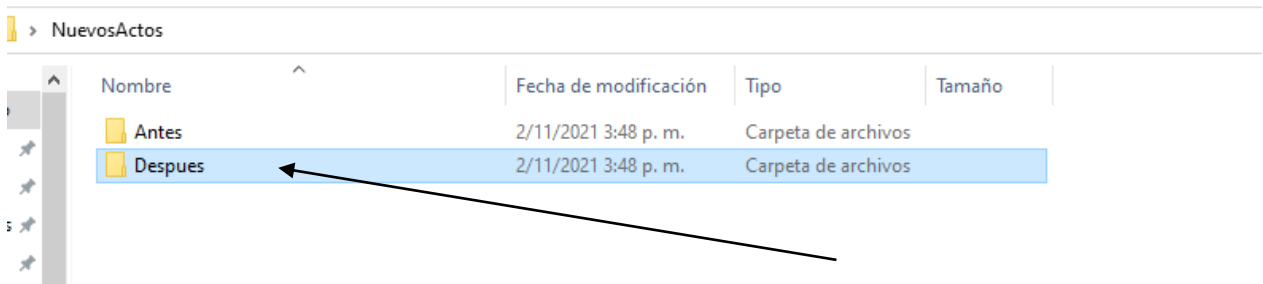 NuevosActos
Nombre Fecha de modificación Tipo Tamaño
Antes 2/11/2021 3:48 p. m. Carpeta de archivos
Despues 2/11/2021 3:48 p. m. Carpeta de archivos